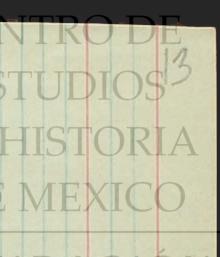 NTRO DE
STUDIOS
13
HISTORIA
E MEXICO